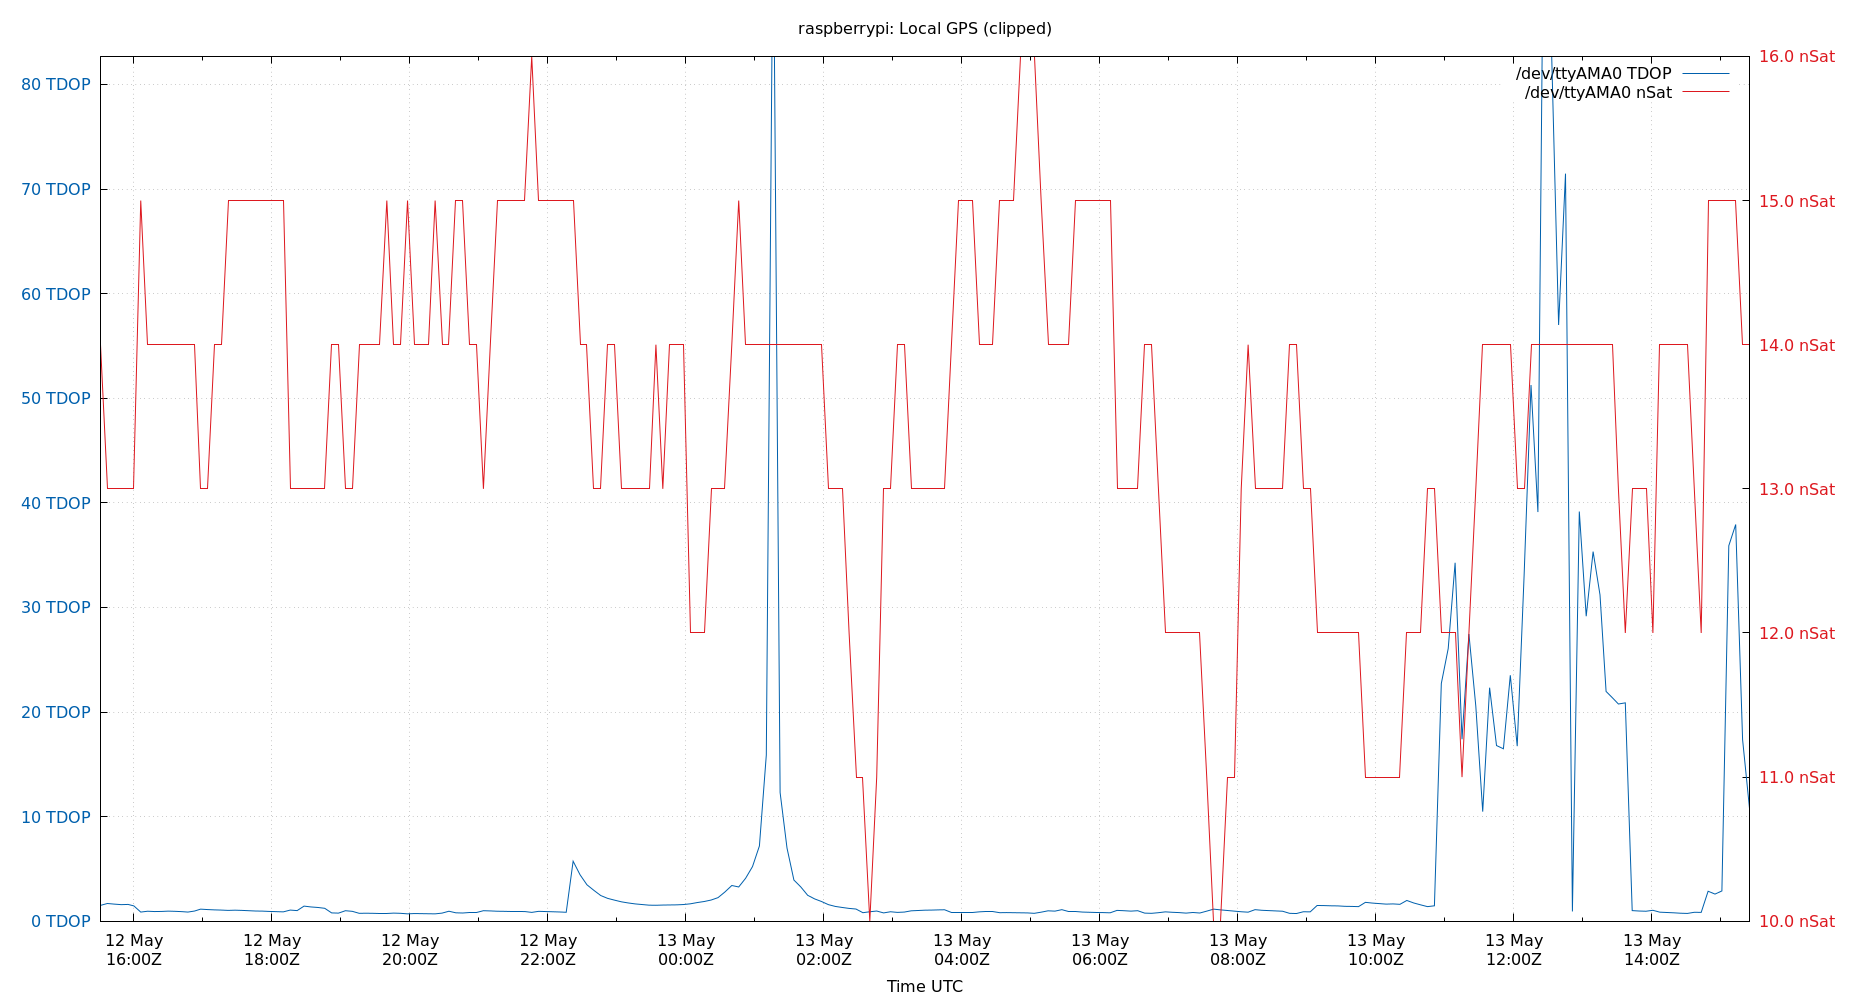 raspberrypi: Local GPS (clipped)
/dev/ttyAMA0 TDOP
/dev/ttyAMA0 nSat
80 TDOP
70 TDOP
60 TDOP
50 TDOP
40 TDOP
30 TDOP
20 TDOP
10 TDOP
0 TDOP
16.0 nSat
15.0 nSat
14.0 nSat
13.0 nSat
12.0 nSat
11.0 nSat
10.0 nSat
12 May
16:00Z
12 May
18:00Z
12 May
20:00Z
12 May
22:00Z
13 May
00:00Z
13 May
02:00Z
13 May
04:00Z
13 May
06:00Z
13 May
08:00Z
13 May
10:00Z
13 May
12:00Z
13 May
14:00Z
Time UTC